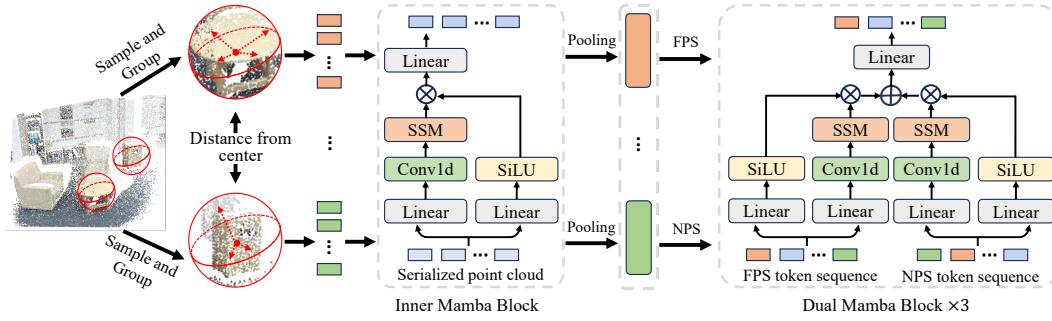 Sample and
Group
Distance from
center
Sample and
Group
Linear
SSM
Conv1d
SiLU
Linear
Linear
Serialized point cloud
Inner Mamba Block
Pooling
Pooling
FPS
NPS
Linear
SSM
SSM
SiLU
Conv1d
Conv1d
SiLU
Linear
Linear
Linear
Linear
FPS token sequence
NPS token sequence
Dual Mamba Block ×3